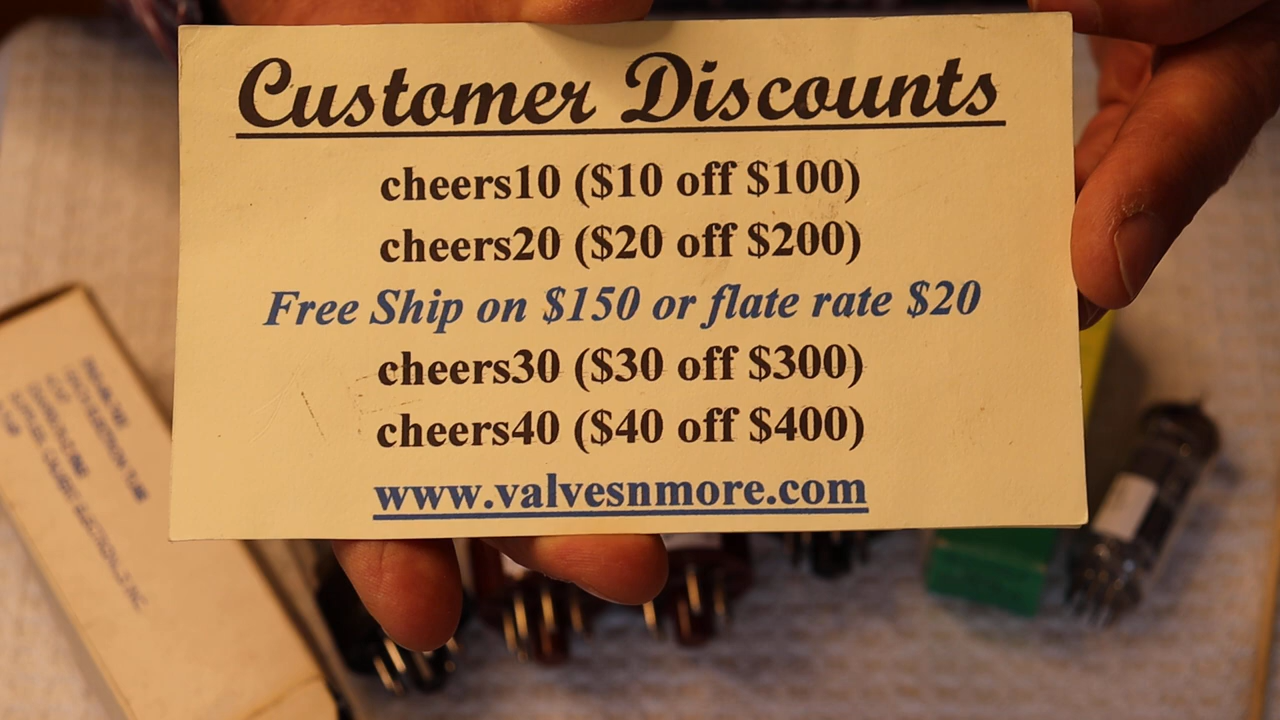 Customer Discounts
cheers10 ($10 off $100)
cheers20 ($20 off $200)
Free Ship on $150 or flate rate $20
cheers30 ($30 off $300)
cheers40 ($40 off $400)
www.valvesnmore.com